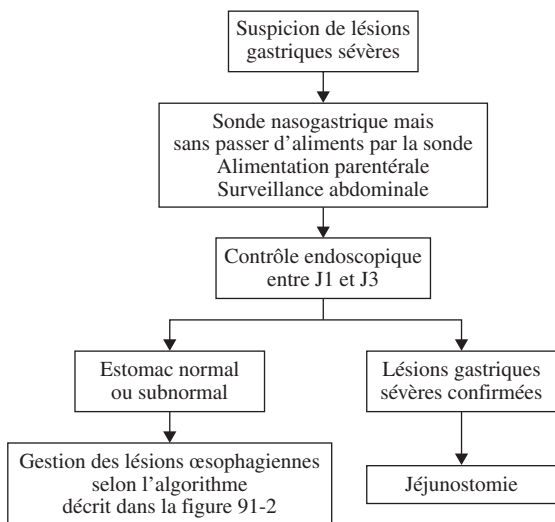 Suspicion de lésions
gastriques sévères
Sonde nasogastrique mais
sans passer d’aliments par la sonde
Alimentation parentérale
Surveillance abdominale
Contrôle endoscopique
entre J1 et J3
Estomac normal
ou subnormal
Lésions gastriques
sévères confirmées
Gestion des lésions œsophagiennes
selon l’algorithme
décrit dans la figure 91-2
Jéjunostomie